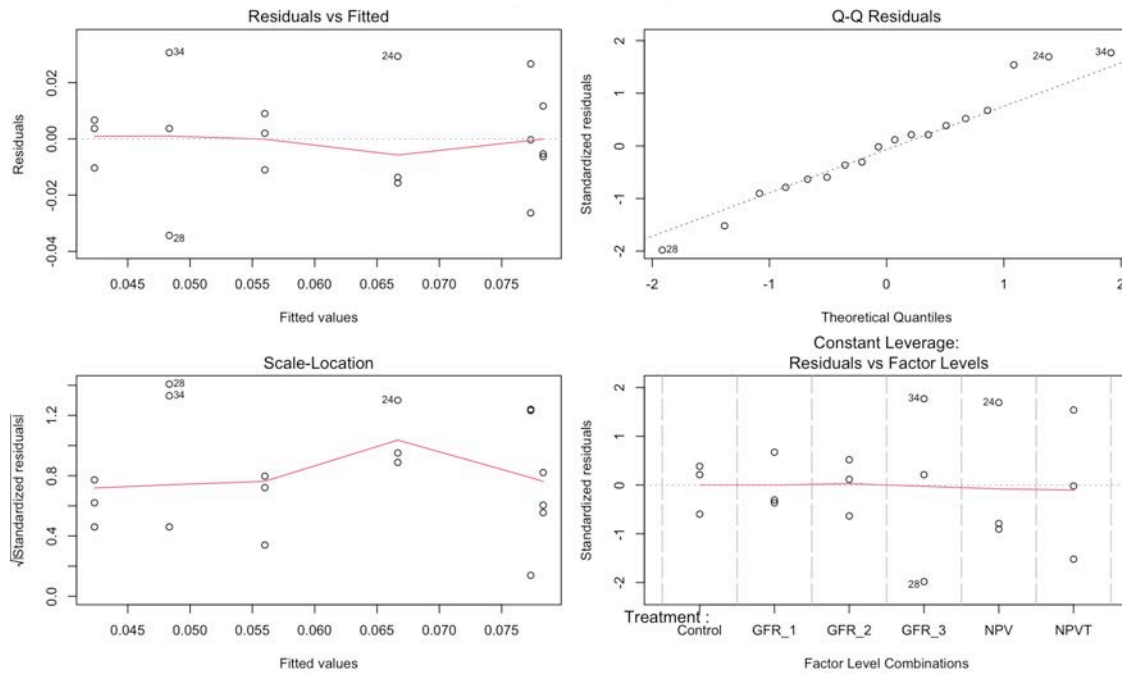 Residuals vs Fitted
Residuals
0.02
0.00
-0.02
-0.04
34
24
28
0.045 0.050 0.055 0.060 0.065 0.070 0.075
Fitted values
Q-Q Residuals
Standardized residuals
2
1
0
-1
-2
24
34
28
-2 -1 0 1 2
Theoretical Quantiles
Scale-Location
√|Standardized residuals|
1.2
0.8
0.4
0.0
28
34
24
0.045 0.050 0.055 0.060 0.065 0.070 0.075
Fitted values
Constant Leverage:
Residuals vs Factor Levels
Standardized residuals
2
1
0
-1
-2
34
24
28
Treatment :
Control GFR_1 GFR_2 GFR_3 NPV NPVT
Factor Level Combinations